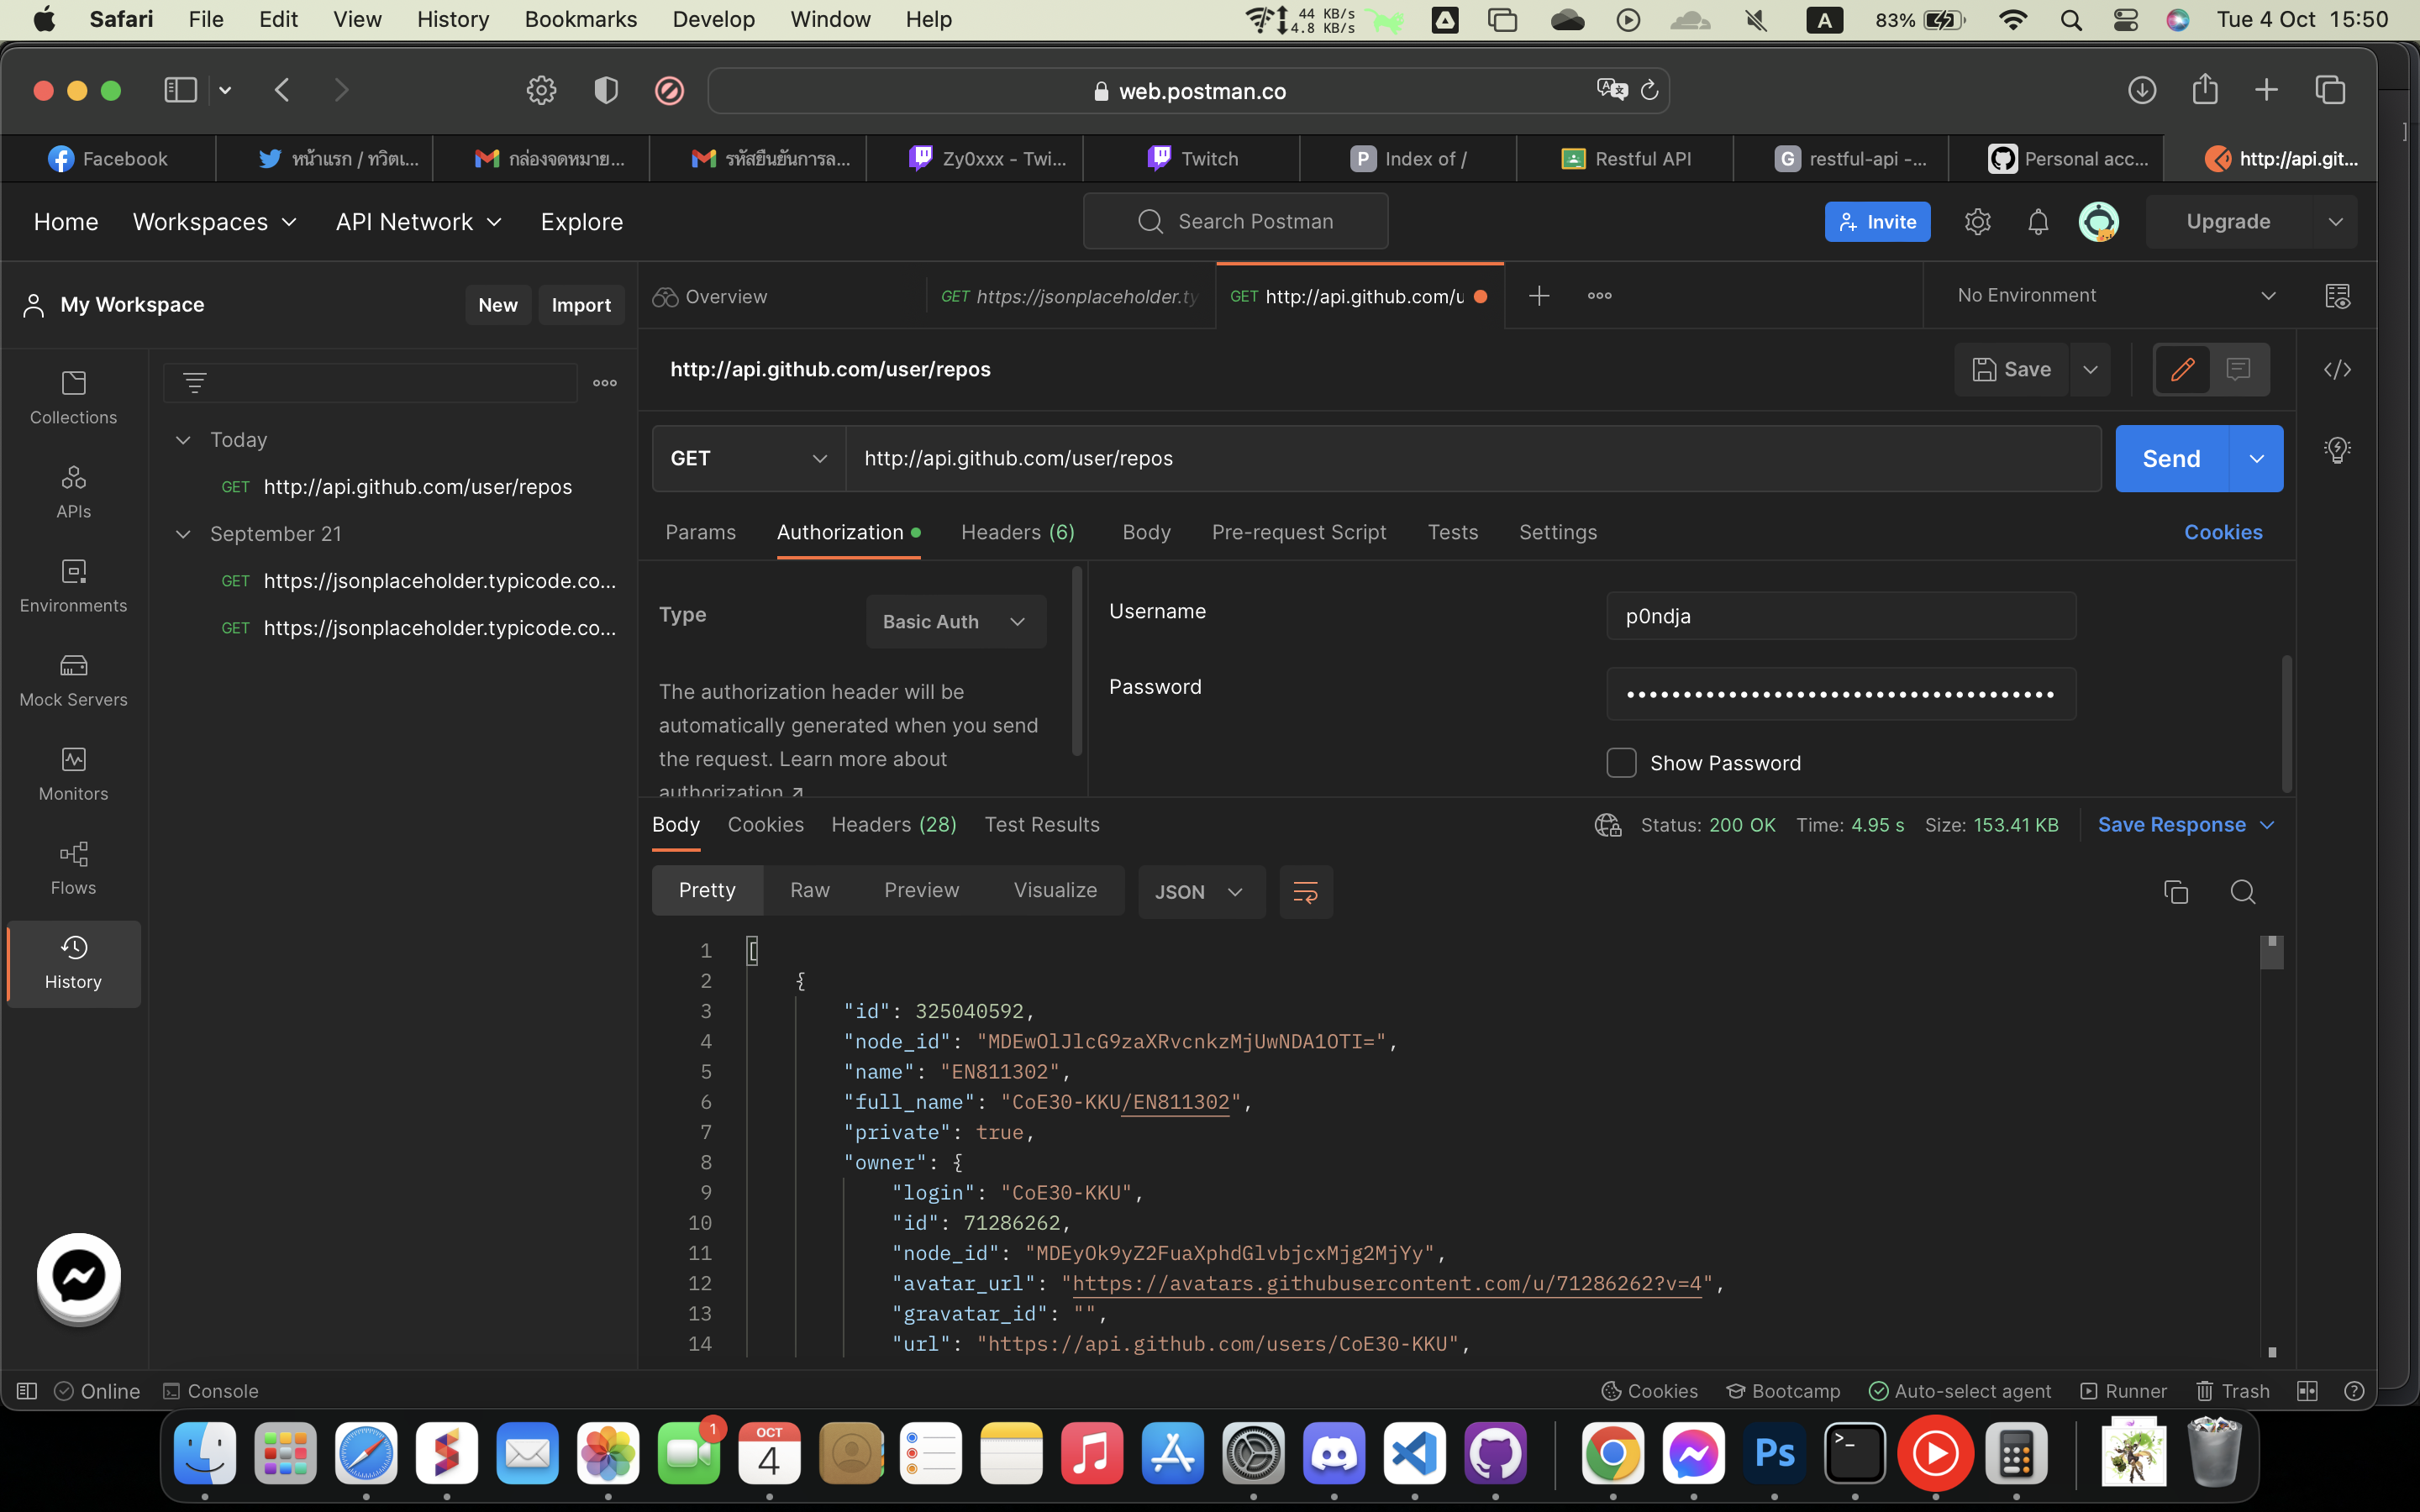 Safari File Edit View History Bookmarks Develop Window Help 44 KB/s 4.8 KB/s A 83% Tue 4 Oct 15:50
web.postman.co
Facebook หน้าแรก / ทวิตเ... กล่องจดหมาย... รหัสยืนยันการล... Zy0xxx - Twi... Twitch P Index of / Restful API G restful-api -... Personal acc... http://api.git...
Home Workspaces API Network Explore Search Postman Invite Upgrade
My Workspace New Import Overview GET https://jsonplaceholder.ty GET http://api.github.com/u No Environment
http://api.github.com/user/repos Save
Collections
Today
GET http://api.github.com/user/repos
September 21
GET https://jsonplaceholder.typicode.co...
GET https://jsonplaceholder.typicode.co...
APIs
Environments
Mock Servers
Monitors
Flows
History
GET http://api.github.com/user/repos Send
Params Authorization Headers (6) Body Pre-request Script Tests Settings Cookies
Type Basic Auth
The authorization header will be
automatically generated when you send
the request. Learn more about
authorization ↗
Username p0ndja
Password ••••••••••••••••••••••••••••••••••••••
Show Password
Body Cookies Headers (28) Test Results Status: 200 OK Time: 4.95 s Size: 153.41 KB Save Response
Pretty Raw Preview Visualize JSON
1 [
2 {
3 "id": 325040592,
4 "node_id": "MDEwOlJlcG9zaXRvcnkzMjUwNDA1OTI=",
5 "name": "EN811302",
6 "full_name": "CoE30-KKU/EN811302",
7 "private": true,
8 "owner": {
9 "login": "CoE30-KKU",
10 "id": 71286262,
11 "node_id": "MDEyOk9yZ2FuaXphdGlvbjcxMjg2MjYy",
12 "avatar_url": "https://avatars.githubusercontent.com/u/71286262?v=4",
13 "gravatar_id": "",
14 "url": "https://api.github.com/users/CoE30-KKU",
Online Console Cookies Bootcamp Auto-select agent Runner Trash
1 OCT 4 Ps >_